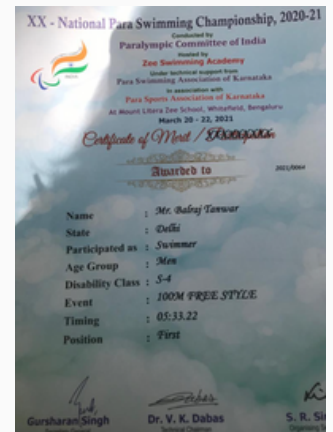 XX - National Para Swimming Championship, 2020-21
Conducted by
Paralympic Committee of India
Hosted by
Zee Swimming Academy
Under technical support from
Para Swimming Association of Karnataka
In association with
Para Sports Association of Karnataka
At Mount Litera Zee School, Whitefield, Bengaluru
March 20 - 22, 2021
Certificate of Merit /
Awarded to
2021/0064
Name : Mr. Balraj Tanwar
State : Delhi
Participated as : Swimmer
Age Group : Men
Disability Class : S-4
Event : 100M FREE STYLE
Timing : 05:33.22
Position : First
Gursharan Singh
Dr. V. K. Dabas
S. R.
Technical Chairman